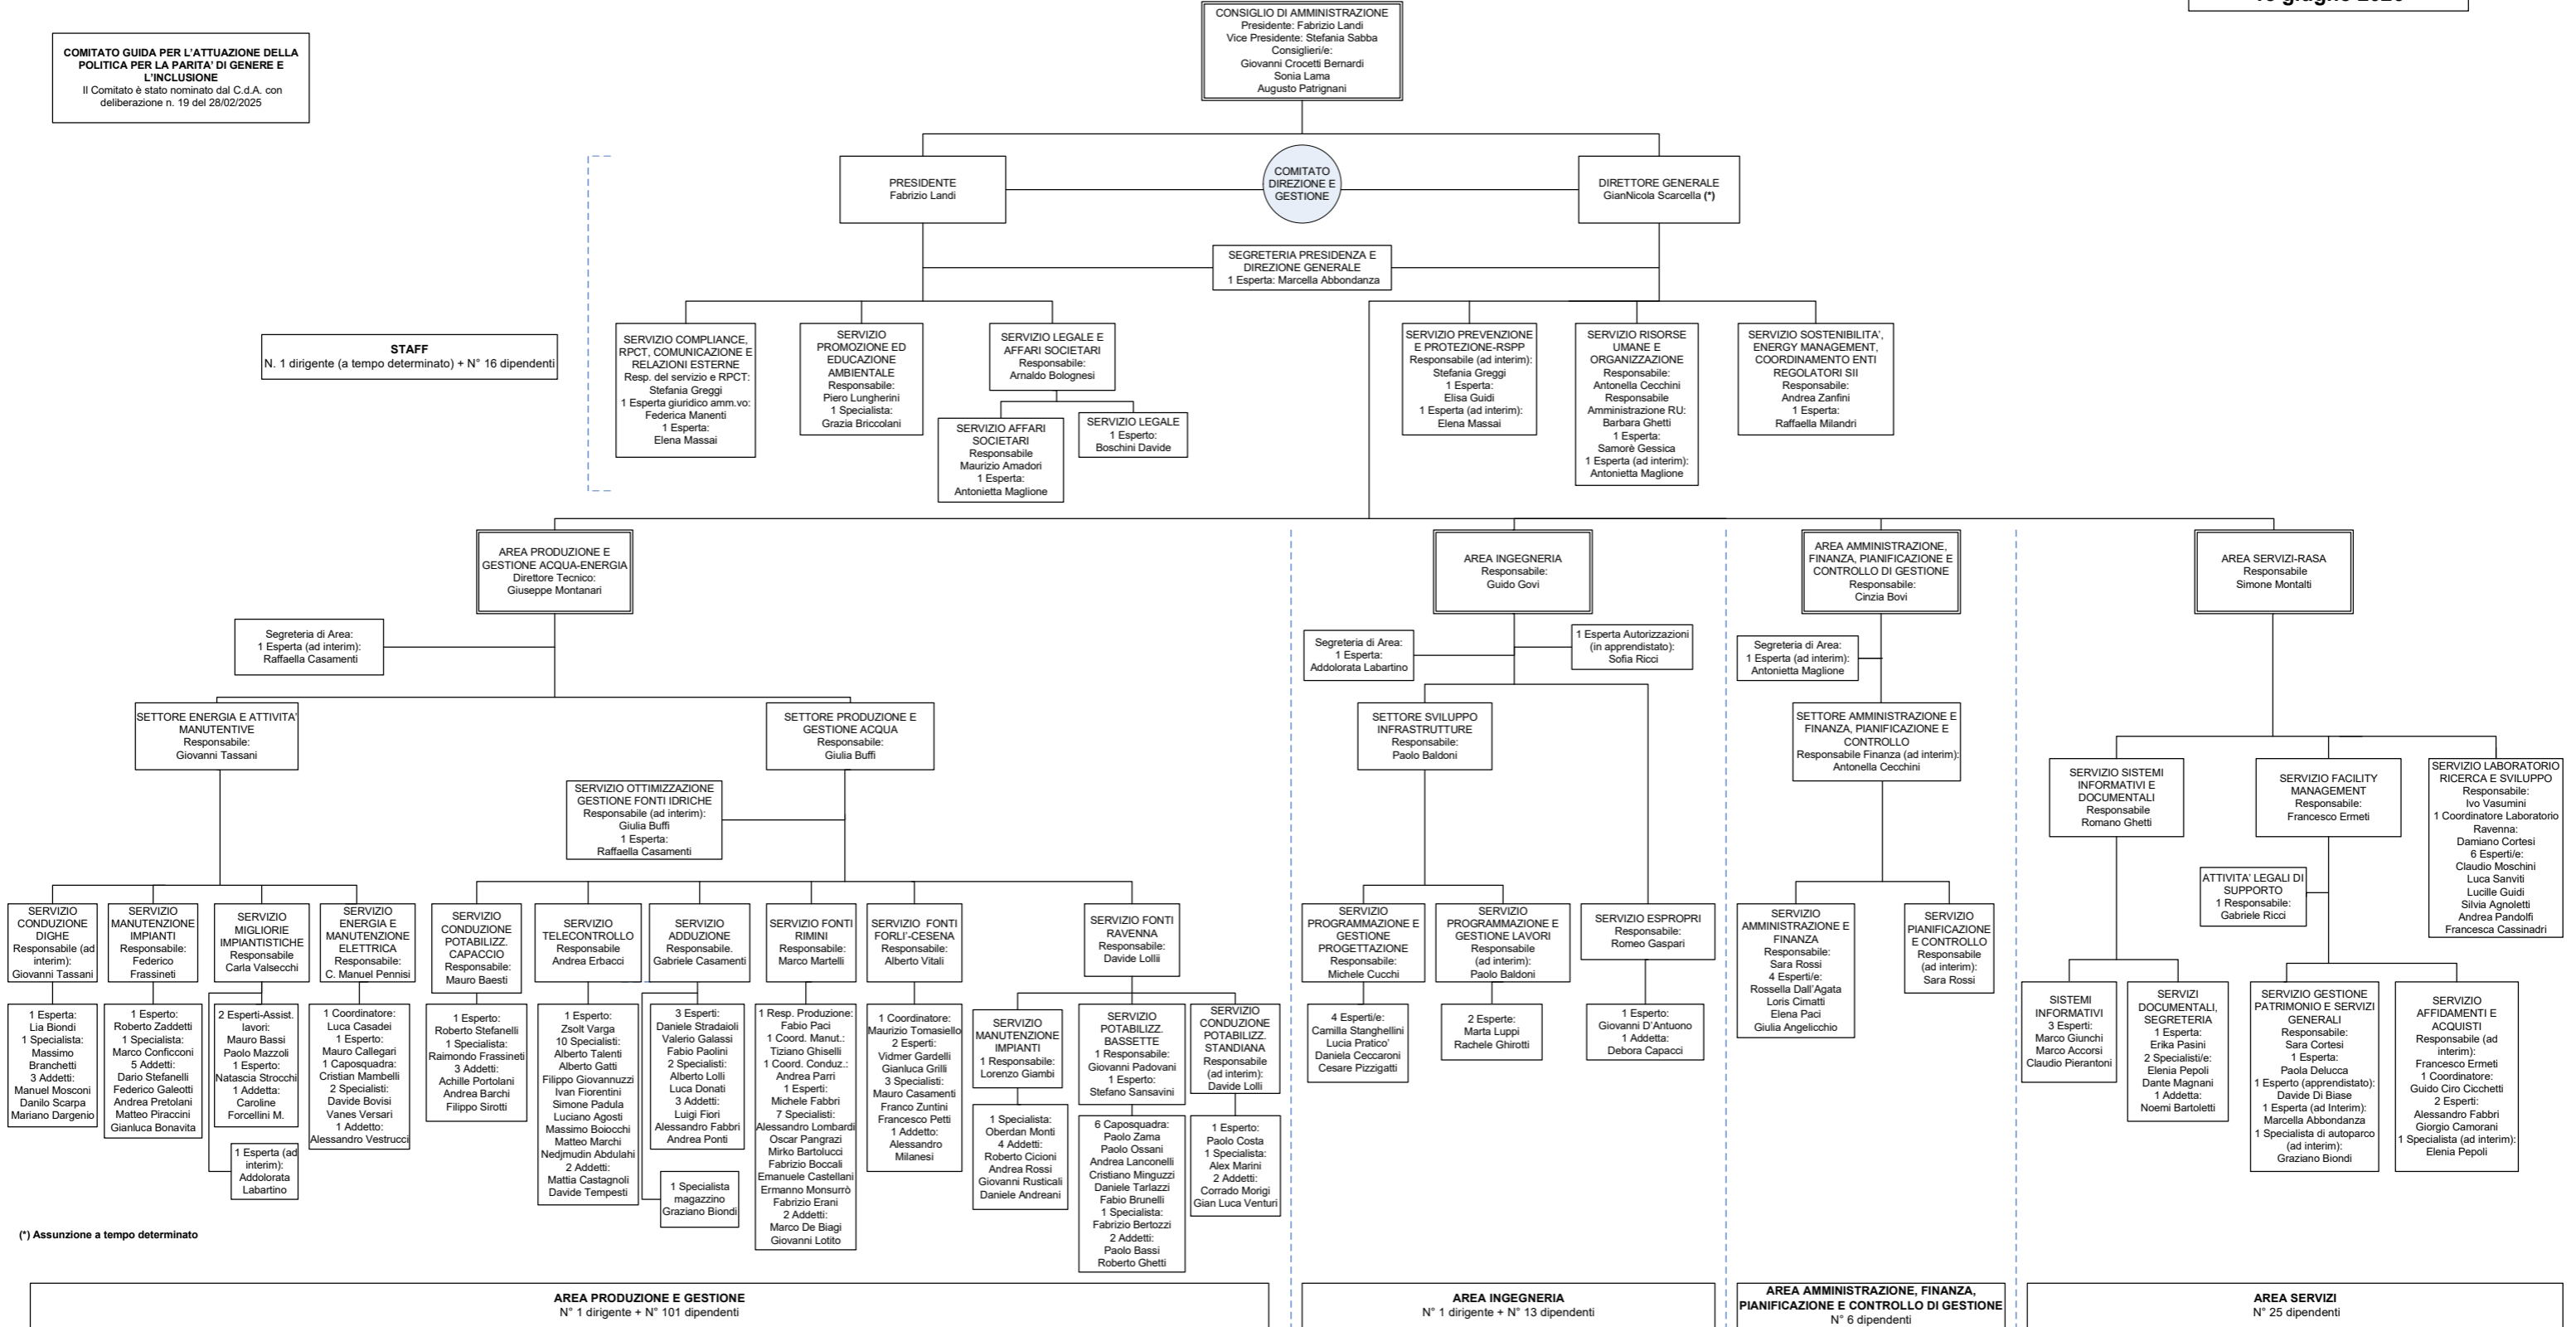 CONSIGLIO DI AMMINISTRAZIONE
Presidente: Fabrizio Landi
Vice Presidente: Stefania Sabba
Consiglieri/e:
Giovanni Crocetti Bernardi
Sonia Lama
Augusto Patrignani
COMITATO GUIDA PER L'ATTUAZIONE DELLA
POLITICA PER LA PARITA' DI GENERE E
L'INCLUSIONE
Il Comitato è stato nominato dal C.d.A. con
deliberazione n. 19 del 28/02/2025
PRESIDENTE
Fabrizio Landi
COMITATO
DIREZIONE E
GESTIONE
DIRETTORE GENERALE
GianNicola Scarcella (*)
SEGRETERIA PRESIDENZA E
DIREZIONE GENERALE
1 Esperta: Marcella Abbondanza
STAFF
N. 1 dirigente (a tempo determinato) + N° 16 dipendenti
SERVIZIO COMPLIANCE,
RPCT, COMUNICAZIONE E
RELAZIONI ESTERNE
Resp. del servizio e RPCT:
Stefania Greggi
1 Esperta giuridico amm.vo:
Federica Manenti
1 Esperta:
Elena Massai
SERVIZIO
PROMOZIONE ED
EDUCAZIONE
AMBIENTALE
Responsabile:
Piero Lungherini
1 Specialista:
Grazia Briccolani
SERVIZIO LEGALE E
AFFARI SOCIETARI
Responsabile:
Arnaldo Bolognesi
SERVIZIO AFFARI
SOCIETARI
Responsabile
Maurizio Amadori
1 Esperta:
Antonietta Maglione
SERVIZIO LEGALE
1 Esperto:
Boschini Davide
SERVIZIO PREVENZIONE
E PROTEZIONE-RSPP
Responsabile (ad interim):
Stefania Greggi
1 Esperta:
Elisa Guidi
1 Esperta (ad interim):
Elena Massai
SERVIZIO RISORSE
UMANE E
ORGANIZZAZIONE
Responsabile:
Antonella Cecchini
Responsabile
Amministrazione RU:
Barbara Ghetti
1 Esperta:
Samorè Gessica
1 Esperta (ad interim):
Antonietta Maglione
SERVIZIO SOSTENIBILITA',
ENERGY MANAGEMENT,
COORDINAMENTO ENTI
REGOLATORI SII
Responsabile:
Andrea Zanfini
1 Esperta:
Raffaella Milandri
AREA PRODUZIONE E
GESTIONE ACQUA-ENERGIA
Direttore Tecnico:
Giuseppe Montanari
AREA INGEGNERIA
Responsabile:
Guido Govi
AREA AMMINISTRAZIONE,
FINANZA, PIANIFICAZIONE E
CONTROLLO DI GESTIONE
Responsabile:
Cinzia Bovi
AREA SERVIZI-RASA
Responsabile
Simone Montalti
Segreteria di Area:
1 Esperta (ad interim):
Raffaella Casamenti
Segreteria di Area:
1 Esperta:
Addolorata Labartino
1 Esperta Autorizzazioni
(in apprendistato):
Sofia Ricci
Segreteria di Area:
1 Esperta (ad interim):
Antonietta Maglione
SETTORE ENERGIA E ATTIVITA'
MANUTENTIVE
Responsabile:
Giovanni Tassani
SETTORE PRODUZIONE E
GESTIONE ACQUA
Responsabile:
Giulia Buffi
SETTORE SVILUPPO
INFRASTRUTTURE
Responsabile:
Paolo Baldoni
SETTORE AMMINISTRAZIONE E
FINANZA, PIANIFICAZIONE E
CONTROLLO
Responsabile Finanza (ad interim):
Antonella Cecchini
SERVIZIO OTTIMIZZAZIONE
GESTIONE FONTI IDRICHE
Responsabile (ad interim):
Giulia Buffi
1 Esperta:
Raffaella Casamenti
SERVIZIO SISTEMI
INFORMATIVI E
DOCUMENTALI
Responsabile
Romano Ghetti
SERVIZIO FACILITY
MANAGEMENT
Responsabile:
Francesco Ermeti
SERVIZIO LABORATORIO
RICERCA E SVILUPPO
Responsabile:
Ivo Vasumini
1 Coordinatore Laboratorio
Ravenna:
Damiano Cortesi
6 Esperti/e:
Claudio Moschini
Luca Sanviti
Lucille Guidi
Silvia Agnoletti
Andrea Pandolfi
Francesca Cassinadri
ATTIVITA' LEGALI DI
SUPPORTO
1 Responsabile:
Gabriele Ricci
SERVIZIO
CONDUZIONE
DIGHE
Responsabile (ad
interim):
Giovanni Tassani
SERVIZIO
MANUTENZIONE
IMPIANTI
Responsabile:
Federico
Frassineti
SERVIZIO
MIGLIORIE
IMPIANTISTICHE
Responsabile
Carla Valsecchi
SERVIZIO
ENERGIA E
MANUTENZIONE
ELETTRICA
Responsabile:
C. Manuel Pennisi
SERVIZIO
CONDUZIONE
POTABILIZZ.
CAPACCIO
Responsabile:
Mauro Baesti
SERVIZIO
TELECONTROLLO
Responsabile
Andrea Erbacci
SERVIZIO
ADDUZIONE
Responsabile.
Gabriele Casamenti
SERVIZIO FONTI
RIMINI
Responsabile:
Marco Martelli
SERVIZIO FONTI
FORLI'-CESENA
Responsabile:
Alberto Vitali
SERVIZIO FONTI
RAVENNA
Responsabile:
Davide Lollii
SERVIZIO
PROGRAMMAZIONE E
GESTIONE
PROGETTAZIONE
Responsabile:
Michele Cucchi
SERVIZIO
PROGRAMMAZIONE E
GESTIONE LAVORI
Responsabile
(ad interim):
Paolo Baldoni
SERVIZIO ESPROPRI
Responsabile:
Romeo Gaspari
SERVIZIO
AMMINISTRAZIONE E
FINANZA
Responsabile:
Sara Rossi
4 Esperti/e:
Rossella Dall'Agata
Loris Cimatti
Elena Paci
Giulia Angelicchio
SERVIZIO
PIANIFICAZIONE
E CONTROLLO
Responsabile
(ad interim):
Sara Rossi
1 Esperta:
Lia Biondi
1 Specialista:
Massimo
Branchetti
3 Addetti:
Manuel Mosconi
Danilo Scarpa
Mariano Dargenio
1 Esperto:
Roberto Zaddetti
1 Specialista:
Marco Conficconi
5 Addetti:
Dario Stefanelli
Federico Galeotti
Andrea Pretolani
Matteo Piraccini
Gianluca Bonavita
2 Esperti-Assist.
lavori:
Mauro Bassi
Paolo Mazzoli
1 Esperto:
Natascia Strocchi
1 Addetta:
Caroline
Forcellini M.
1 Esperta (ad
interim):
Addolorata
Labartino
1 Coordinatore:
Luca Casadei
1 Esperto:
Mauro Callegari
1 Caposquadra:
Cristian Mambelli
2 Specialisti:
Davide Bovisi
Vanes Versari
1 Addetto:
Alessandro Vestrucci
1 Esperto:
Roberto Stefanelli
1 Specialista:
Raimondo Frassineti
3 Addetti:
Achille Portolani
Andrea Barchi
Filippo Sirotti
1 Esperto:
Zsolt Varga
10 Specialisti:
Alberto Talenti
Alberto Gatti
Filippo Giovannuzzi
Ivan Fiorentini
Simone Padula
Luciano Agosti
Massimo Boiocchi
Matteo Marchi
Nedjmudin Abdulahi
2 Addetti:
Mattia Castagnoli
Davide Tempesti
3 Esperti:
Daniele Stradaioli
Valerio Galassi
Fabio Paolini
2 Specialisti:
Alberto Lolli
Luca Donati
3 Addetti:
Luigi Fiori
Alessandro Fabbri
Andrea Ponti
1 Specialista
magazzino
Graziano Biondi
1 Resp. Produzione:
Fabio Paci
1 Coord. Manut.:
Tiziano Ghiselli
1 Coord. Conduz.:
Andrea Parri
1 Esperti:
Michele Fabbri
7 Specialisti:
Alessandro Lombardi
Oscar Pangrazi
Mirko Bartolucci
Fabrizio Boccali
Emanuele Castellani
Ermanno Monsurrò
Fabrizio Erani
2 Addetti:
Marco De Biagi
Giovanni Lotito
1 Coordinatore:
Maurizio Tomasiello
2 Esperti:
Vidmer Gardelli
Gianluca Grilli
3 Specialisti:
Mauro Casamenti
Franco Zuntini
Francesco Petti
1 Addetto:
Alessandro
Milanesi
SERVIZIO
MANUTENZIONE
IMPIANTI
1 Responsabile:
Lorenzo Giambi
1 Specialista:
Oberdan Monti
4 Addetti:
Roberto Cicioni
Andrea Rossi
Giovanni Rusticali
Daniele Andreani
SERVIZIO
POTABILIZZ.
BASSETTE
1 Responsabile:
Giovanni Padovani
1 Esperto:
Stefano Sansavini
6 Caposquadra:
Paolo Zama
Paolo Ossani
Andrea Lanconelli
Cristiano Minguzzi
Daniele Tarlazzi
Fabio Brunelli
1 Specialista:
Fabrizio Bertozzi
2 Addetti:
Paolo Bassi
Roberto Ghetti
SERVIZIO
CONDUZIONE
POTABILIZZ.
STANDIANA
Responsabile
(ad interim):
Davide Lolli
1 Esperto:
Paolo Costa
1 Specialista:
Alex Marini
2 Addetti:
Corrado Morigi
Gian Luca Venturi
4 Esperti/e:
Camilla Stanghellini
Lucia Pratico'
Daniela Ceccaroni
Cesare Pizzigatti
2 Esperte:
Marta Luppi
Rachele Ghirotti
1 Esperto:
Giovanni D'Antuono
1 Addetta:
Debora Capacci
SISTEMI
INFORMATIVI
3 Esperti:
Marco Giunchi
Marco Accorsi
Claudio Pierantoni
SERVIZI
DOCUMENTALI,
SEGRETERIA
1 Esperta:
Erika Pasini
2 Specialisti/e:
Elenia Pepoli
Dante Magnani
1 Addetta:
Noemi Bartoletti
SERVIZIO GESTIONE
PATRIMONIO E SERVIZI
GENERALI
Responsabile:
Sara Cortesi
1 Esperta:
Paola Delucca
1 Esperto (apprendistato):
Davide Di Biase
1 Esperta (ad Interim):
Marcella Abbondanza
1 Specialista di autoparco
(ad interim):
Graziano Biondi
SERVIZIO
AFFIDAMENTI E
ACQUISTI
Responsabile (ad
interim):
Francesco Ermeti
1 Coordinatore:
Guido Ciro Cicchetti
2 Esperti:
Alessandro Fabbri
Giorgio Camorani
1 Specialista (ad interim):
Elenia Pepoli
(*) Assunzione a tempo determinato
AREA PRODUZIONE E GESTIONE
N° 1 dirigente + N° 101 dipendenti
AREA INGEGNERIA
N° 1 dirigente + N° 13 dipendenti
AREA AMMINISTRAZIONE, FINANZA,
PIANIFICAZIONE E CONTROLLO DI GESTIONE
N° 6 dipendenti
AREA SERVIZI
N° 25 dipendenti